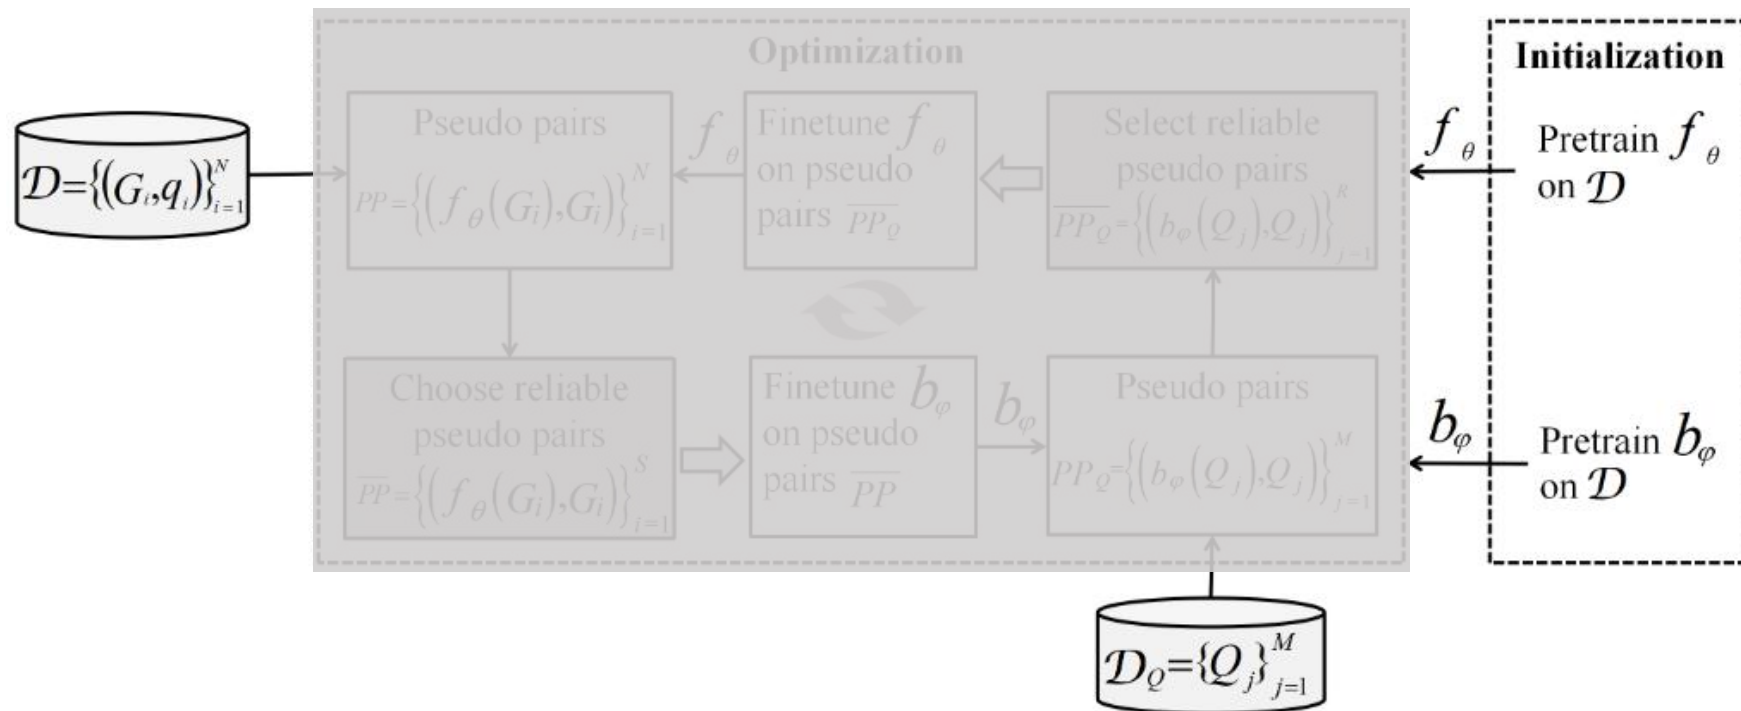 Optimization
Initialization
𝒟={(G_i,q_i)}_{i=1}^N
Pseudo pairs
PP={(f_θ(G_i),G_i)}_{i=1}^N
f_θ
Finetune f_θ
on pseudo
pairs \overline{PP_Q}
Select reliable
pseudo pairs
\overline{PP_Q}={(b_φ(Q_j),Q_j)}_{j=1}^R
f_θ
Pretrain f_θ
on 𝒟
Choose reliable
pseudo pairs
\overline{PP}={(f_θ(G_i),G_i)}_{i=1}^S
Finetune b_φ
on pseudo
pairs \overline{PP}
b_φ
Pseudo pairs
PP_Q={(b_φ(Q_j),Q_j)}_{j=1}^M
b_φ
Pretrain b_φ
on 𝒟
𝒟_Q={Q_j}_{j=1}^M